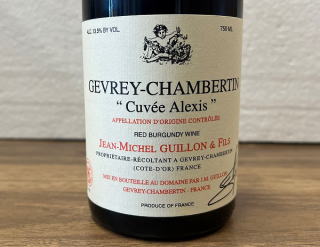 ALC. 13.5% BY VOL. 750 ML
GEVREY-CHAMBERTIN
“ Cuvée Alexis ”
APPELLATION D'ORIGINE CONTRÔLÉE
RED BURGUNDY WINE
JEAN-MICHEL GUILLON & FILS
PROPRIÉTAIRE-RÉCOLTANT A GEVREY-CHAMBERTIN
(COTE-D'OR) FRANCE
MIS EN BOUTEILLE AU DOMAINE PAR J.M. GUILLON
GEVREY-CHAMBERTIN - FRANCE
PRODUCE OF FRANCE